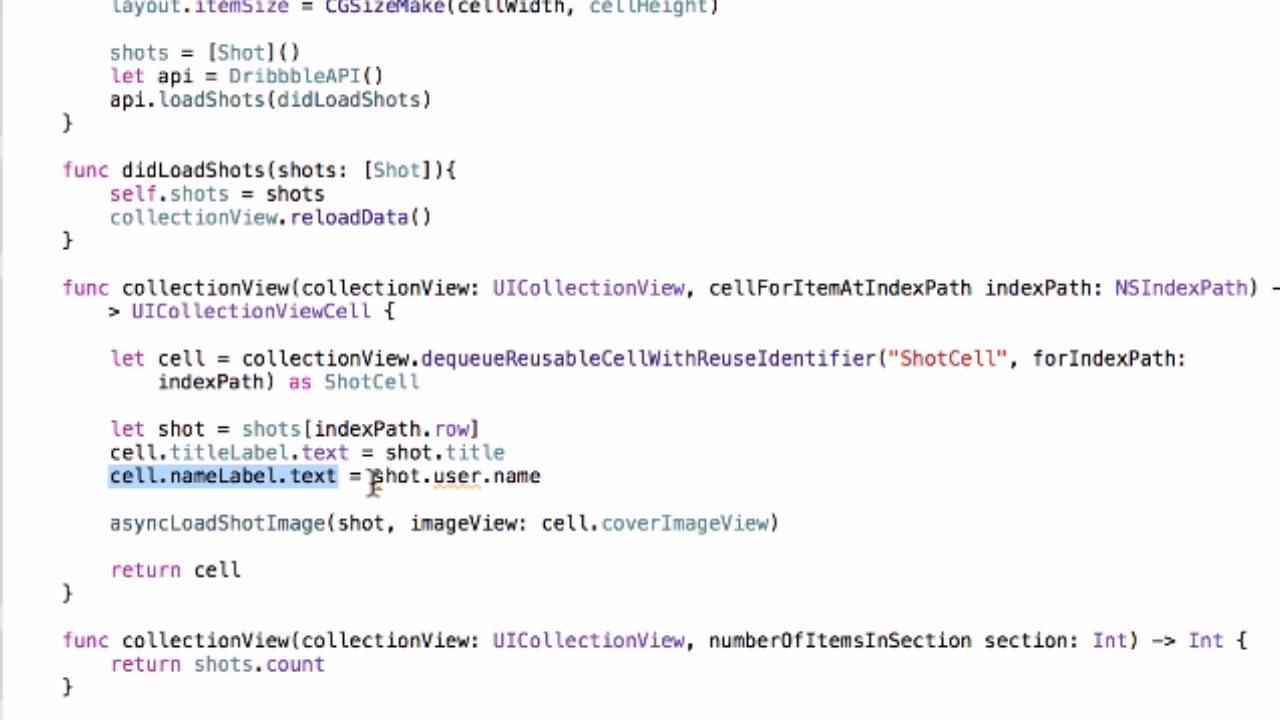 layout.itemSize = CGSizeMake(cellWidth, cellHeight)
shots = [Shot]()
let api = DribbbleAPI()
api.loadShots(didLoadShots)
}
func didLoadShots(shots: [Shot]){
self.shots = shots
collectionView.reloadData()
}
func collectionView(collectionView: UICollectionView, cellForItemAtIndexPath indexPath: NSIndexPath) -
> UICollectionViewCell {
let cell = collectionView.dequeueReusableCellWithReuseIdentifier("ShotCell", forIndexPath:
indexPath) as ShotCell
let shot = shots[indexPath.row]
cell.titleLabel.text = shot.title
cell.nameLabel.text = shot.user.name
asyncLoadShotImage(shot, imageView: cell.coverImageView)
return cell
}
func collectionView(collectionView: UICollectionView, numberOfItemsInSection section: Int) -> Int {
return shots.count
}